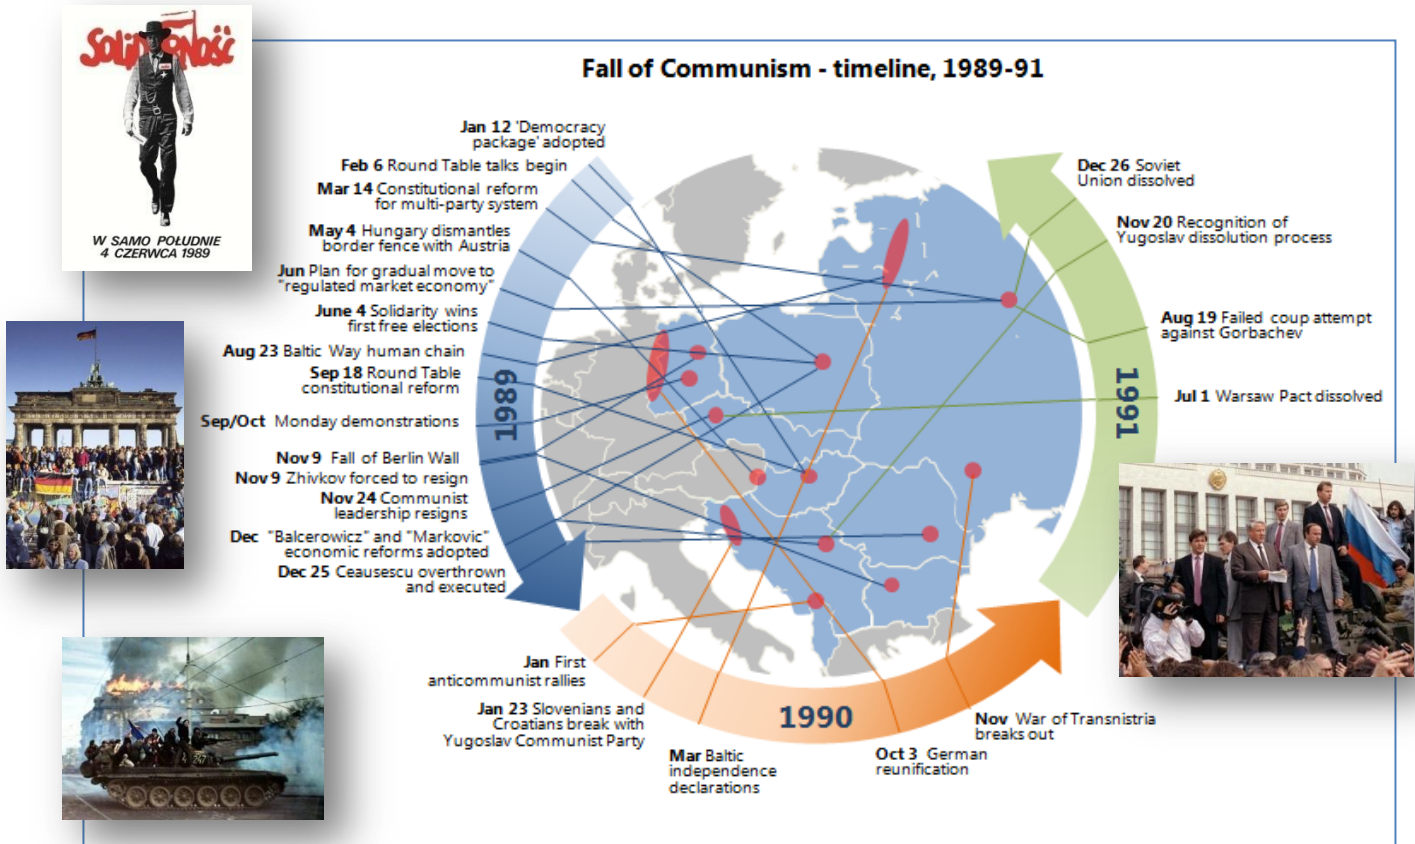 SOLIDARNOŚĆ
W SAMO POŁUDNIE
4 CZERWCA 1989
Fall of Communism - timeline, 1989-91
Jan 12 'Democracy
package' adopted
Feb 6 Round Table talks begin
Mar 14 Constitutional reform
for multi-party system
May 4 Hungary dismantles
border fence with Austria
Jun Plan for gradual move to
"regulated market economy"
June 4 Solidarity wins
first free elections
Aug 23 Baltic Way human chain
Sep 18 Round Table
constitutional reform
Sep/Oct Monday demonstrations
Nov 9 Fall of Berlin Wall
Nov 9 Zhivkov forced to resign
Nov 24 Communist
leadership resigns
Dec "Balcerowicz" and "Markovic"
economic reforms adopted
Dec 25 Ceausescu overthrown
and executed
1989
Jan First
anticommunist rallies
Jan 23 Slovenians and
Croatians break with
Yugoslav Communist Party
Mar Baltic
independence
declarations
1990
Oct 3 German
reunification
Nov War of Transnistria
breaks out
Dec 26 Soviet
Union dissolved
Nov 20 Recognition of
Yugoslav dissolution process
Aug 19 Failed coup attempt
against Gorbachev
Jul 1 Warsaw Pact dissolved
1991